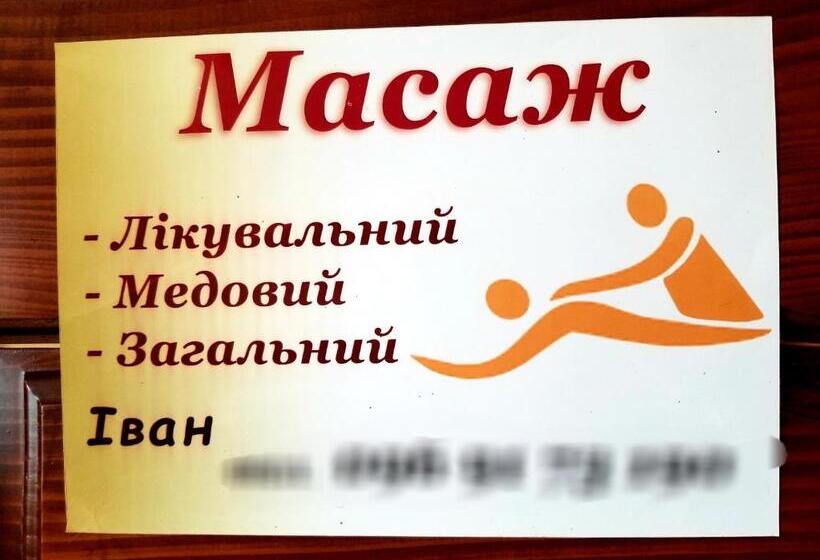 Масаж
- Лікувальний
- Медовий
- Загальний
Іван